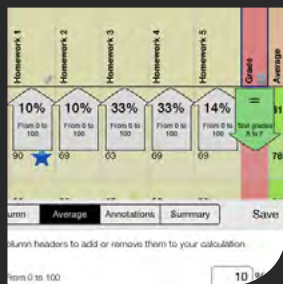 Homework 1
Homework 2
Homework 3
Homework 4
Homework 5
Grade
Average
10% 10% 33% 33% 14% =
From 0 to 100 From 0 to 100 From 0 to 100 From 0 to 100 From 0 to 100 Text grades A to F
81
90 69 63 69 69 78
umn Average Annotations Summary Save
olumn headers to add or remove them to your calculation
From 0 to 100 10 %